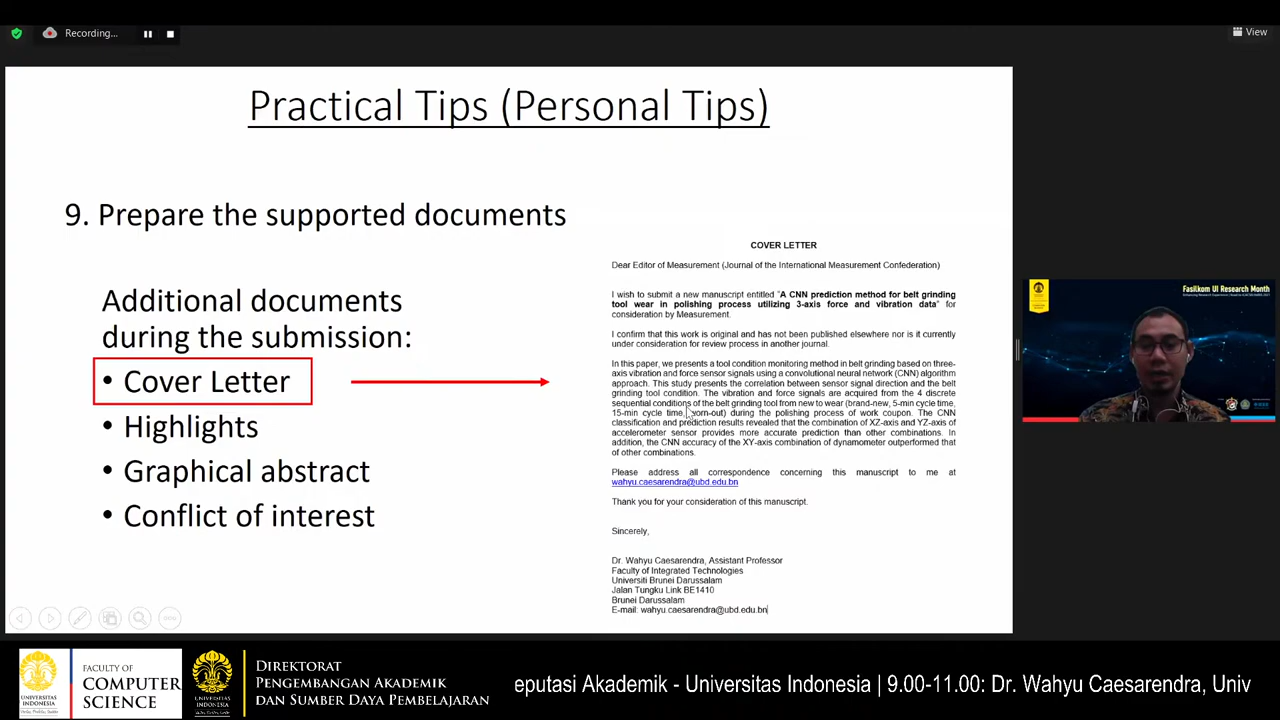 Recording...
View
Practical Tips (Personal Tips)
9. Prepare the supported documents
Additional documents
during the submission:
• Cover Letter
• Highlights
• Graphical abstract
• Conflict of interest
COVER LETTER
Dear Editor of Measurement (Journal of the International Measurement Confederation)
I wish to submit a new manuscript entitled "A CNN prediction method for belt grinding
tool wear in polishing process utilizing 3-axis force and vibration data" for
consideration by Measurement.
I confirm that this work is original and has not been published elsewhere nor is it currently
under consideration for review process in another journal.
In this paper, we presents a tool condition monitoring method in belt grinding based on three-
axis vibration and force sensor signals using a convolutional neural network (CNN) algorithm
approach. This study presents the correlation between sensor signal direction and the belt
grinding tool condition. The vibration and force signals are acquired from the 4 discrete
sequential conditions of the belt grinding tool from new to wear (brand-new, 5-min cycle time,
15-min cycle time, worn-out) during the polishing process of work coupon. The CNN
classification and prediction results revealed that the combination of XZ-axis and YZ-axis of
accelerometer sensor provides more accurate prediction than other combinations. In
addition, the CNN accuracy of the XY-axis combination of dynamometer outperformed that
of other combinations.
Please address all correspondence concerning this manuscript to me at
wahyu.caesarendra@ubd.edu.bn
Thank you for your consideration of this manuscript.
Sincerely,
Dr. Wahyu Caesarendra, Assistant Professor
Faculty of Integrated Technologies
Universiti Brunei Darussalam
Jalan Tungku Link BE1410
Brunei Darussalam
E-mail: wahyu.caesarendra@ubd.edu.bn
Fasilkom UI Research Month
UNIVERSITAS
INDONESIA
FACULTY OF
COMPUTER
SCIENCE
UNIVERSITAS
INDONESIA
DIREKTORAT
PENGEMBANGAN AKADEMIK
DAN SUMBER DAYA PEMBELAJARAN
eputasi Akademik - Universitas Indonesia | 9.00-11.00: Dr. Wahyu Caesarendra, Univ